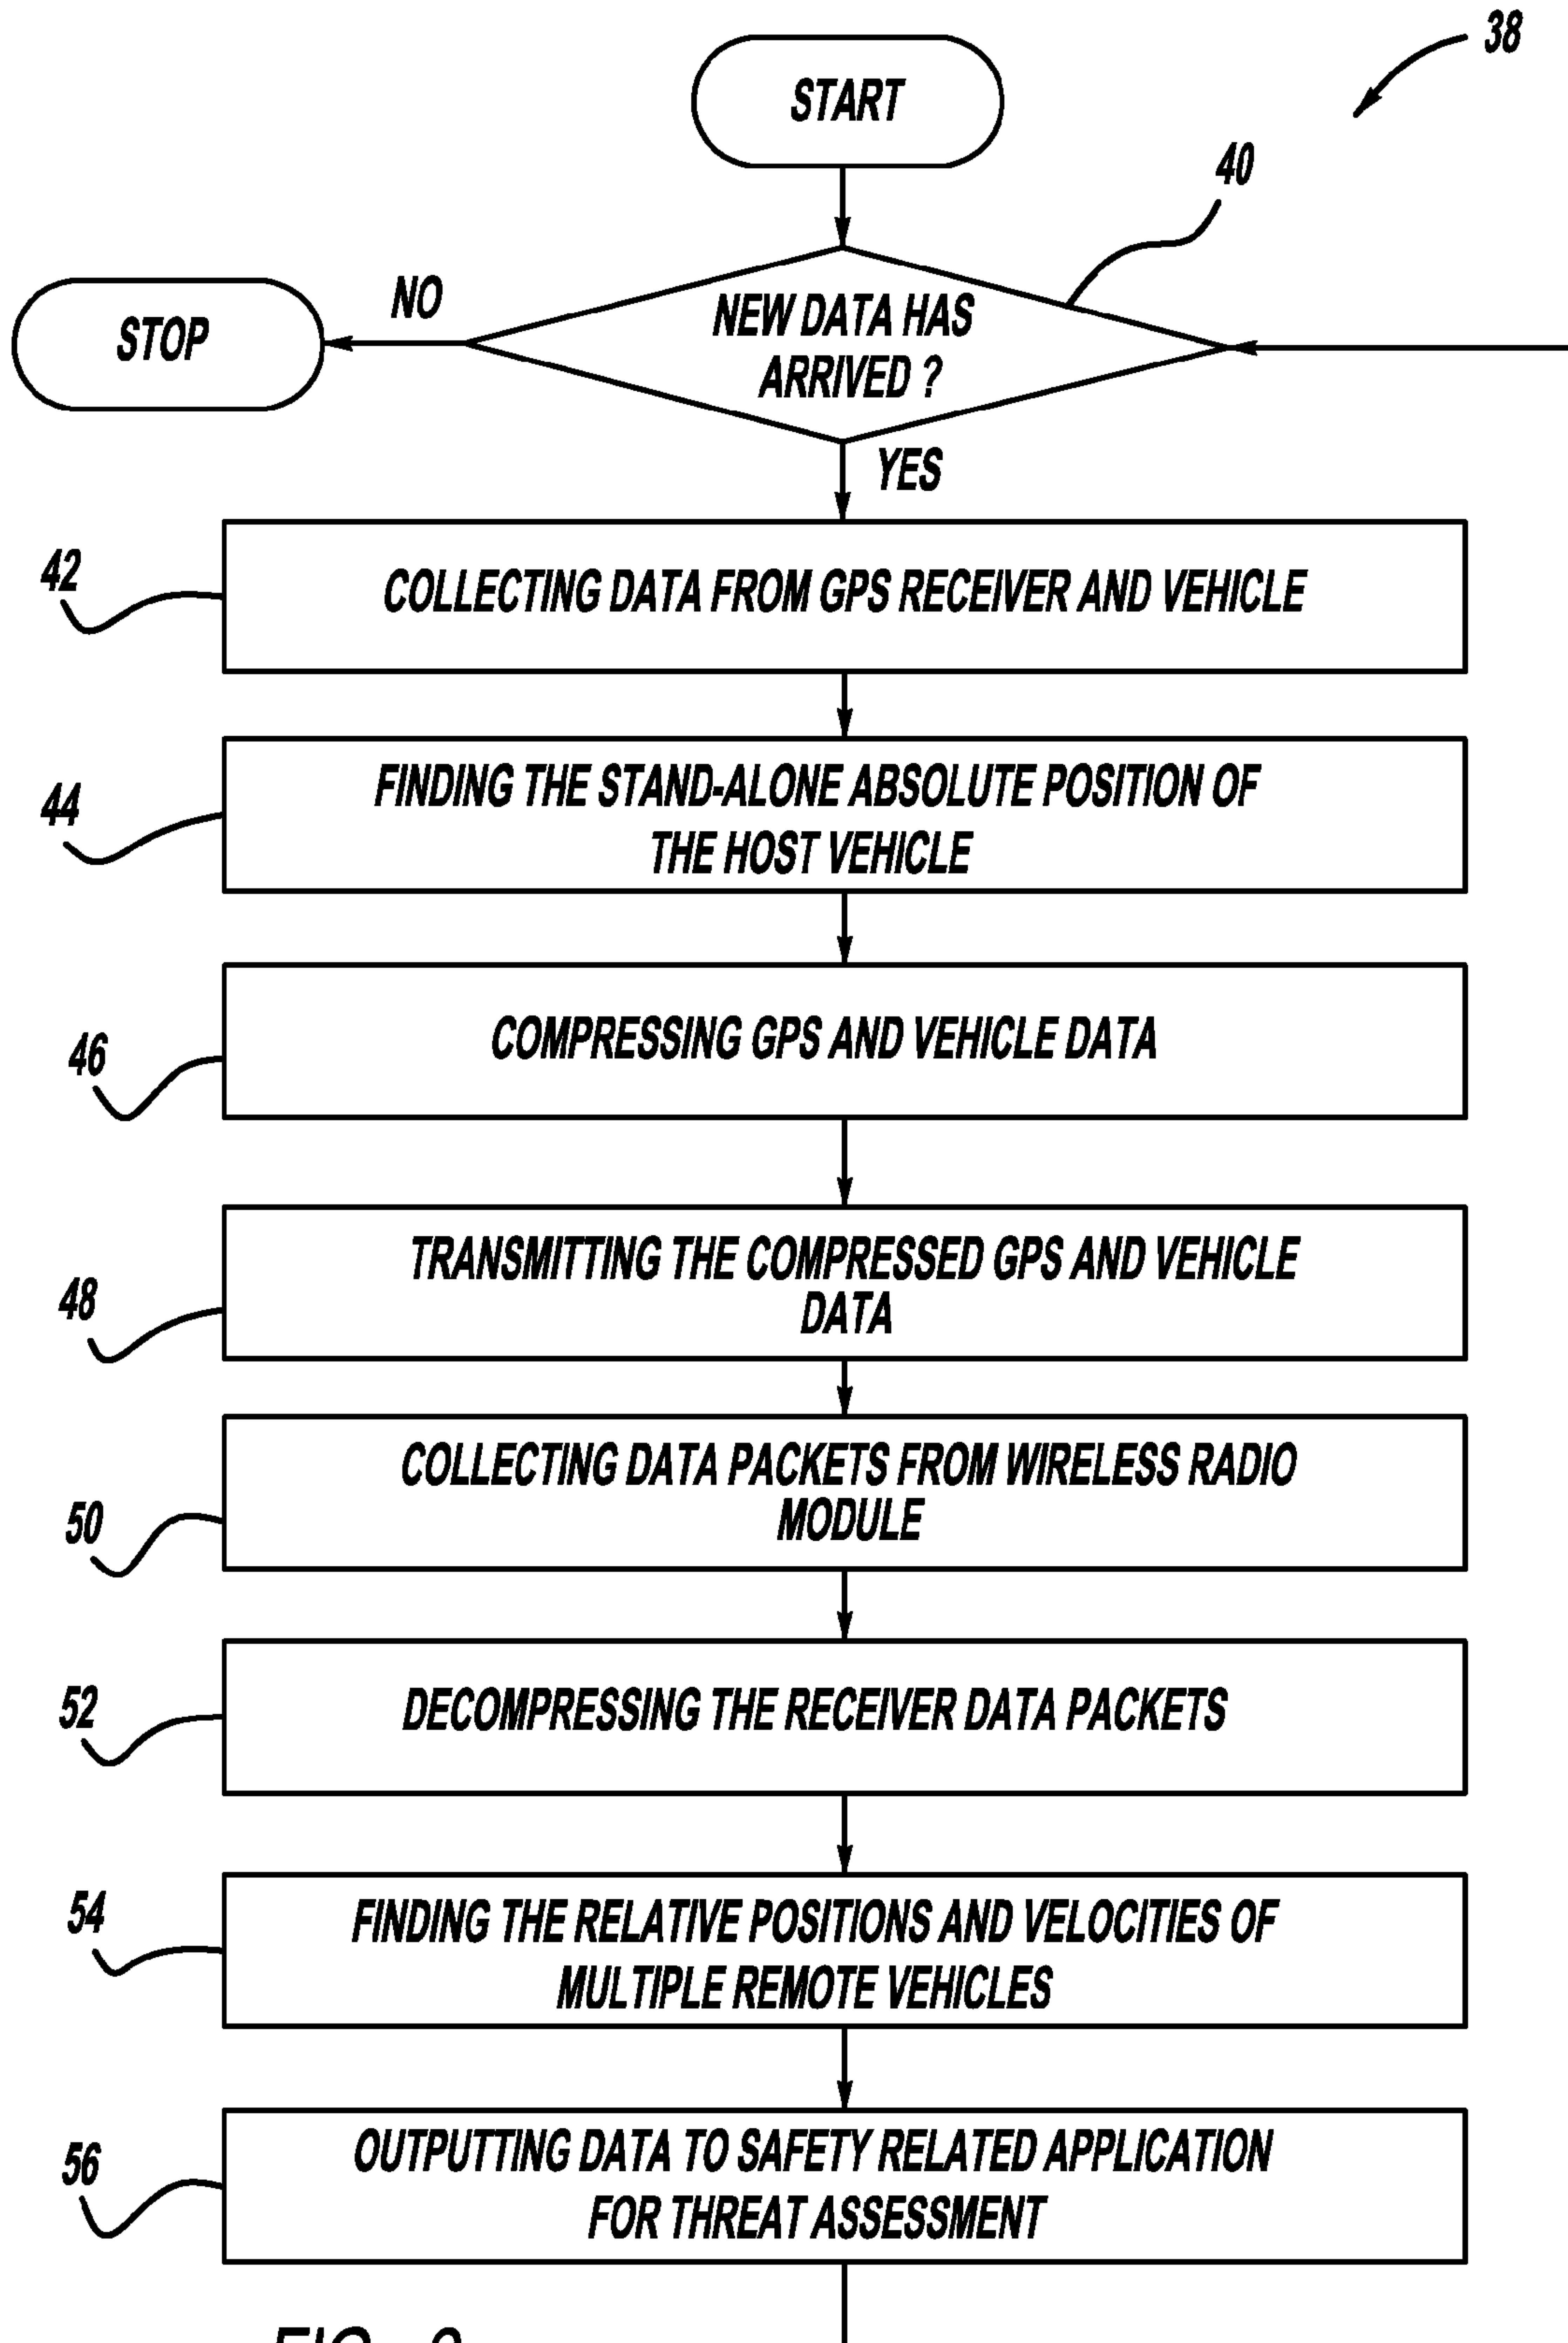 38
START
40
NO
STOP
NEW DATA HAS
ARRIVED ?
YES
42
COLLECTING DATA FROM GPS RECEIVER AND VEHICLE
44
FINDING THE STAND-ALONE ABSOLUTE POSITION OF
THE HOST VEHICLE
46
COMPRESSING GPS AND VEHICLE DATA
48
TRANSMITTING THE COMPRESSED GPS AND VEHICLE
DATA
50
COLLECTING DATA PACKETS FROM WIRELESS RADIO
MODULE
52
DECOMPRESSING THE RECEIVER DATA PACKETS
54
FINDING THE RELATIVE POSITIONS AND VELOCITIES OF
MULTIPLE REMOTE VEHICLES
56
OUTPUTTING DATA TO SAFETY RELATED APPLICATION
FOR THREAT ASSESSMENT